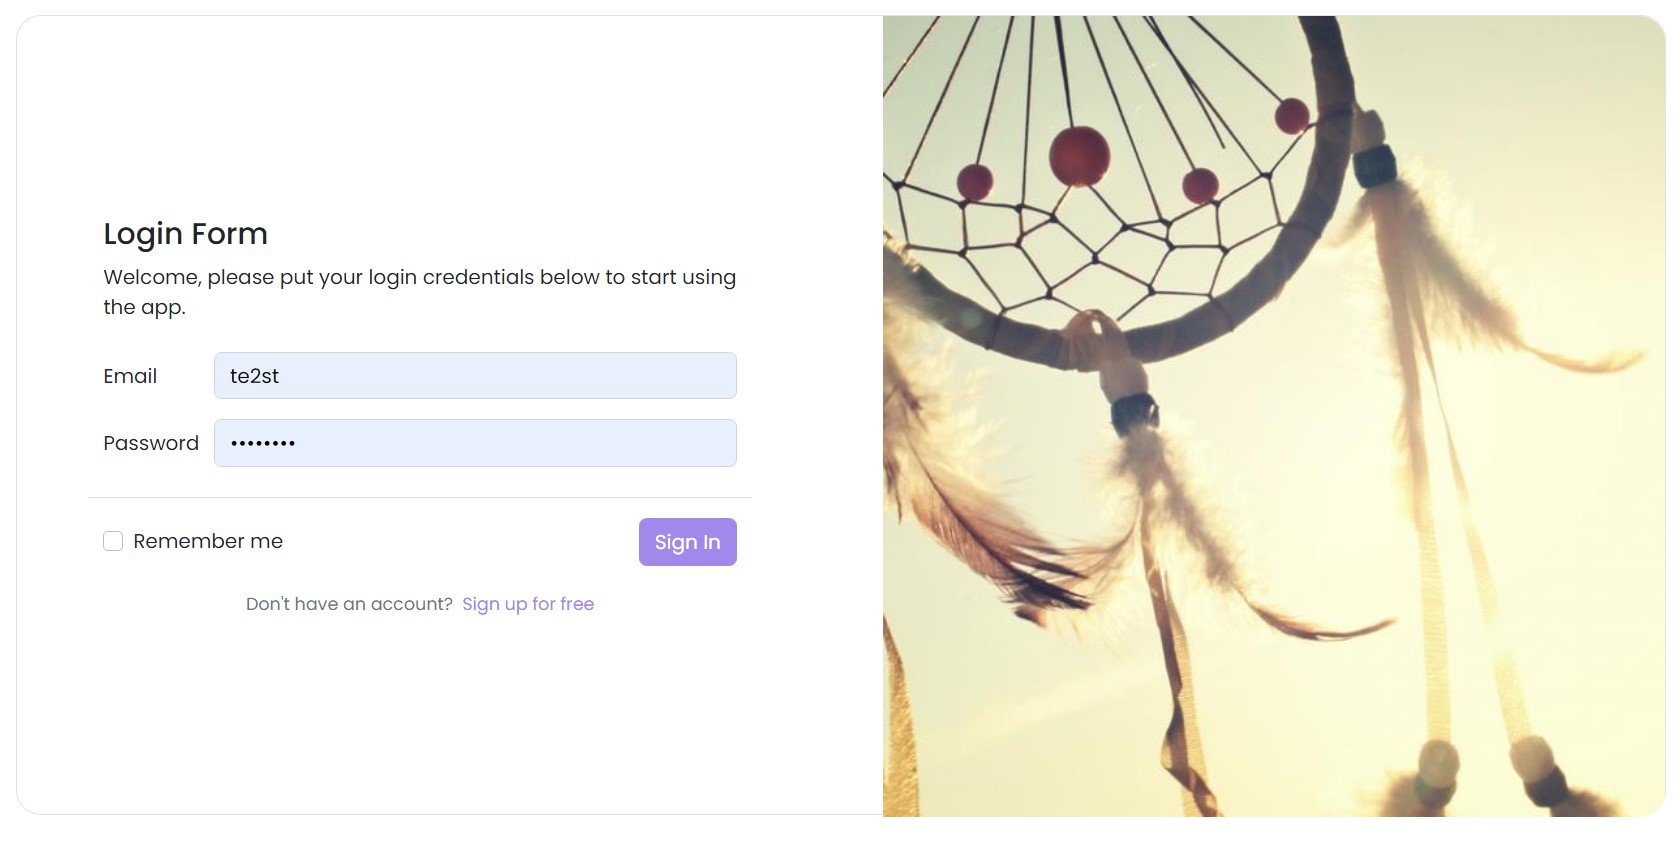 Login Form
Welcome, please put your login credentials below to start using
the app.
Email te2st
Password ••••••••
Remember me Sign In
Don't have an account? Sign up for free